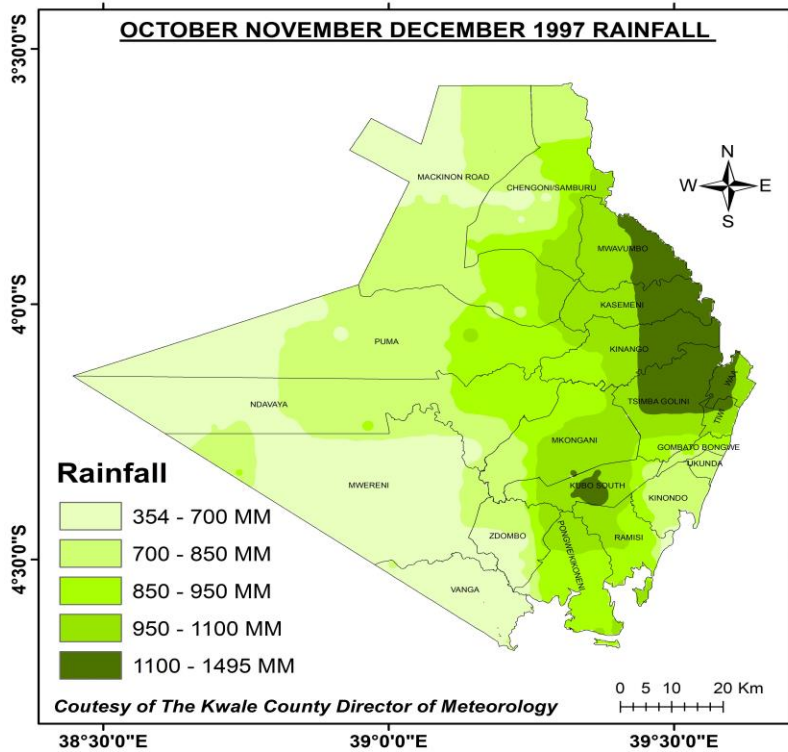 OCTOBER NOVEMBER DECEMBER 1997 RAINFALL
3°30'0"S
N
W E
S
MACKINON ROAD
CHENGONI/SAMBURU
MWAVUMBO
4°0'0"S
KASEMENI
PUMA
KINANGO
WAA
NDAVAYA
TSIMBA GOLINI
TIWI
MKONGANI
GOMBATO BONGWE
UKUNDA
Rainfall
MWERENI
KUBO SOUTH
KINONDO
354 - 700 MM
4°30'0"S
ZDOMBO
PONGWE/KIKONENI
RAMISI
700 - 850 MM
VANGA
850 - 950 MM
950 - 1100 MM
1100 - 1495 MM
0 5 10 20 Km
Coutesy of The Kwale County Director of Meteorology
38°30'0"E 39°0'0"E 39°30'0"E